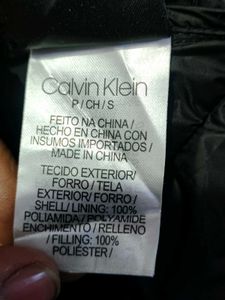 Calvin Klein
P / CH / S
FEITO NA CHINA /
HECHO EN CHINA CON
INSUMOS IMPORTADOS /
MADE IN CHINA
TECIDO EXTERIOR/
FORRO / TELA
EXTERIOR/ FORRO /
SHELL/ LINING: 100%
POLIAMIDA / POLYAMIDE
ENCHIMENTO / RELLENO
/ FILLING: 100%
POLIÉSTER /